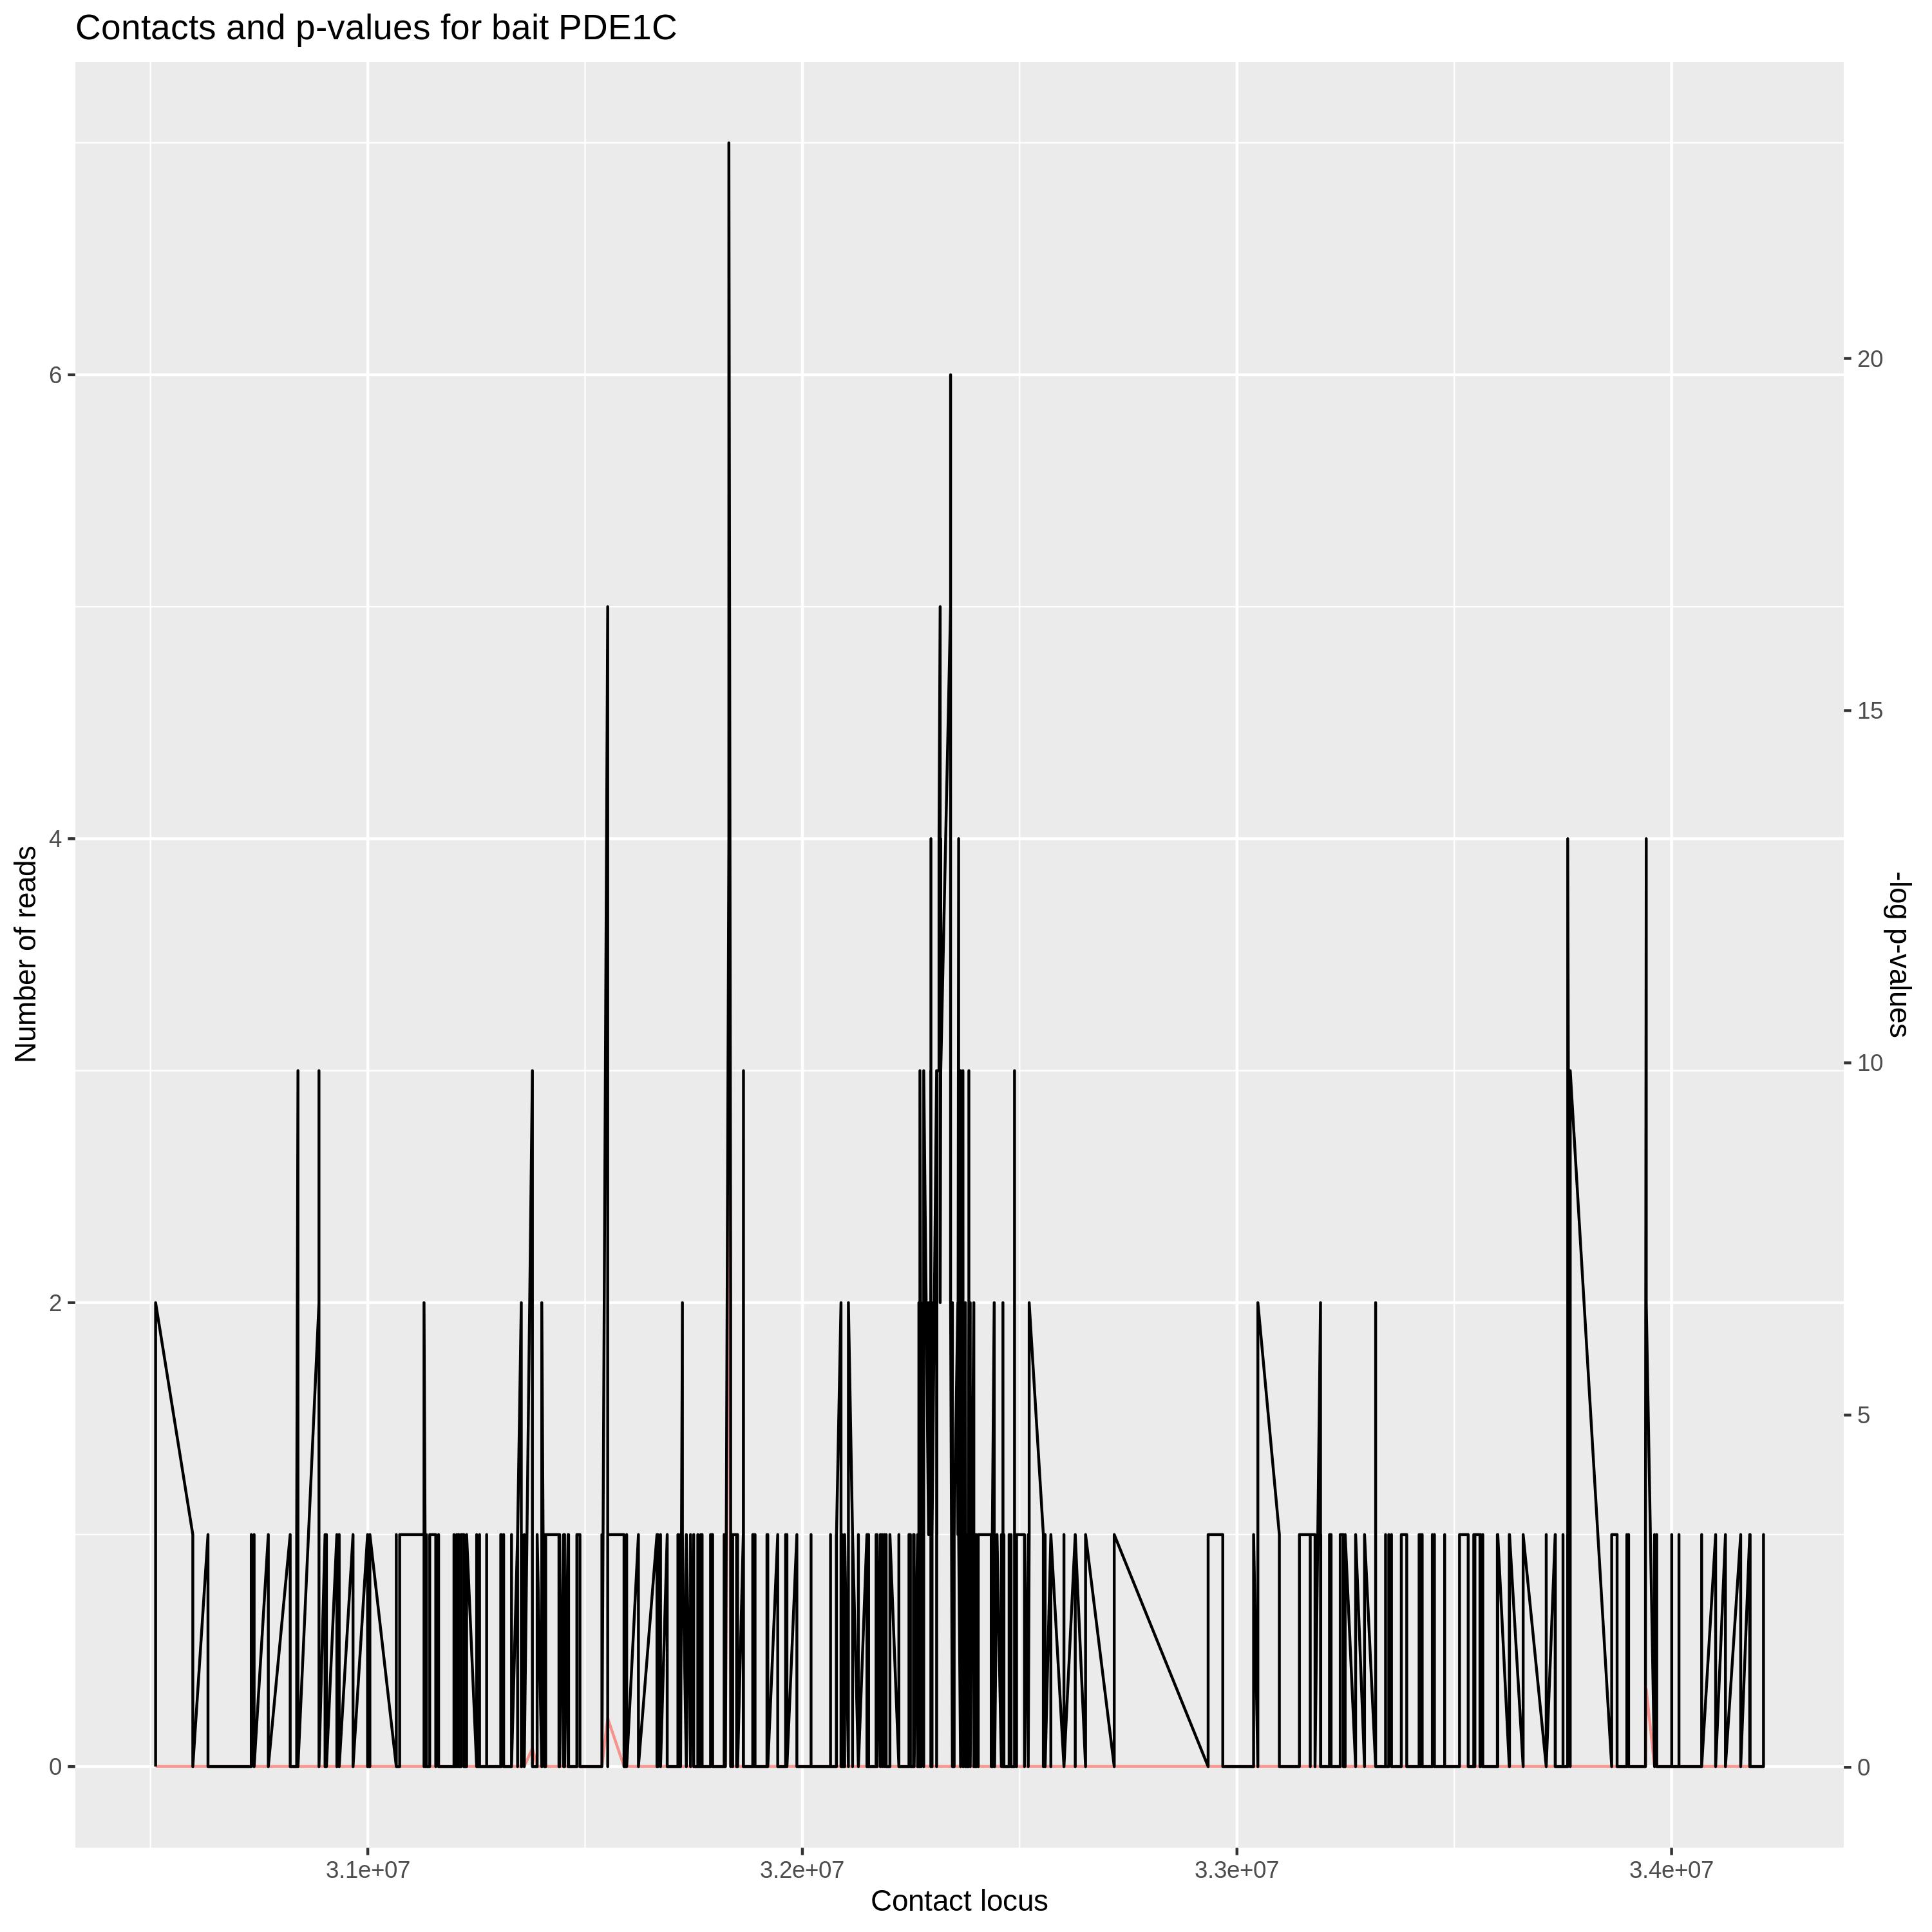 Contacts and p-values for bait PDE1C
Number of reads
6
4
2
0
20
15
10
5
0
-log p-values
3.1e+07
3.2e+07
3.3e+07
3.4e+07
Contact locus